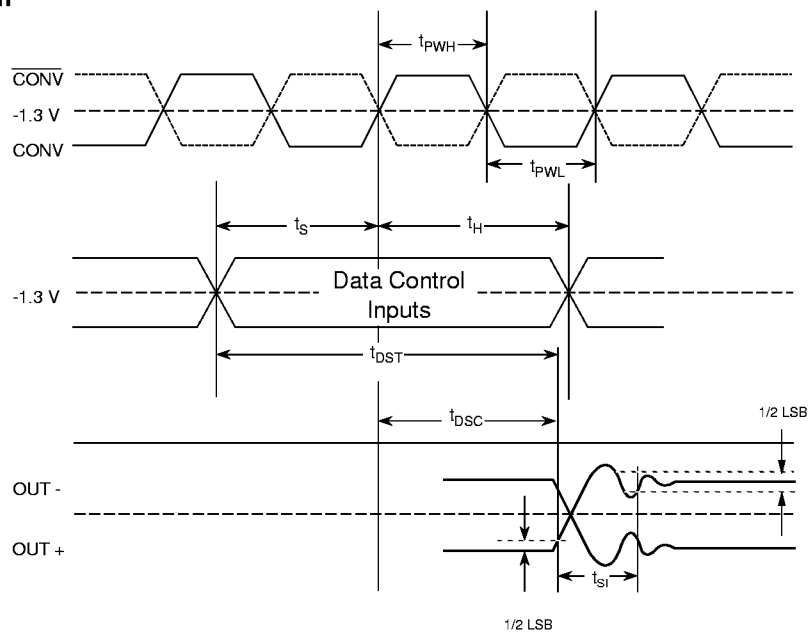 tPWH
CONV
-1.3 V
CONV
tPWL
tS
tH
Data Control
Inputs
-1.3 V
tDST
tDSC
1/2 LSB
OUT -
OUT +
tSI
1/2 LSB